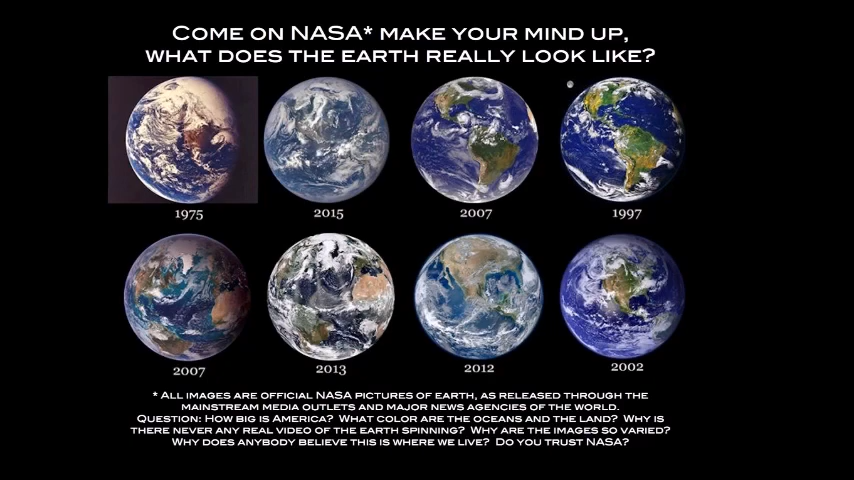 Come on NASA* make your mind up,
what does the earth really look like?
1975
2015
2007
1997
2007
2013
2012
2002
* All images are official NASA pictures of earth, as released through the
mainstream media outlets and major news agencies of the world.
Question: How big is America? What color are the oceans and the land? Why is
there never any real video of the earth spinning? Why are the images so varied?
Why does anybody believe this is where we live? Do you trust NASA?